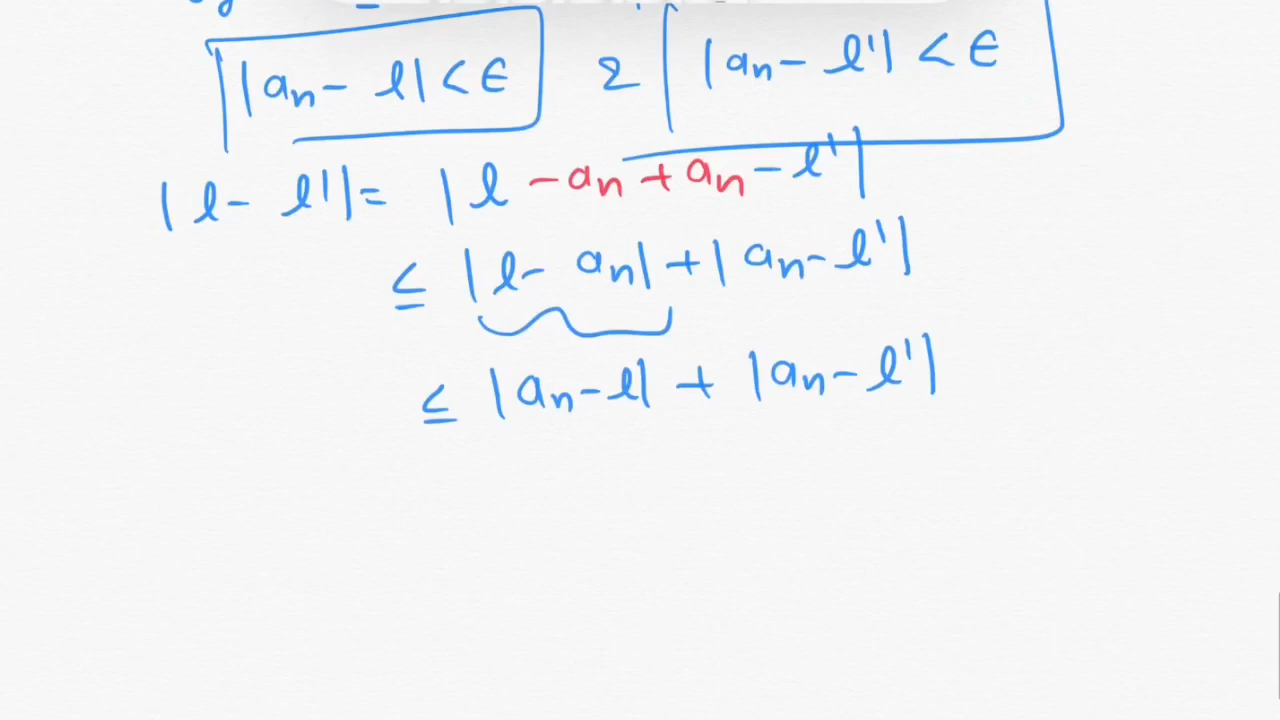 |an - l| < ϵ & |an - l'| < ϵ
|l - l'| = |l - an + an - l'|
≤ |l - an| + |an - l'|
≤ |an - l| + |an - l'|